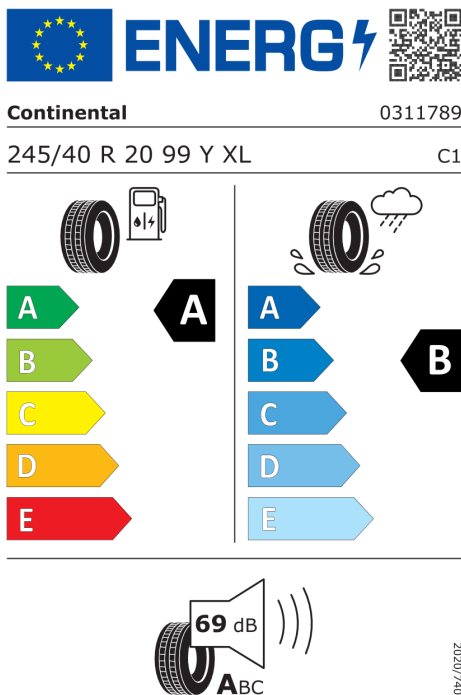 ENERG
Continental 0311789
245/40 R 20 99 Y XL C1
A A
B
C
D
E
A
B B
C
D
E
69 dB
ABC
2020/740